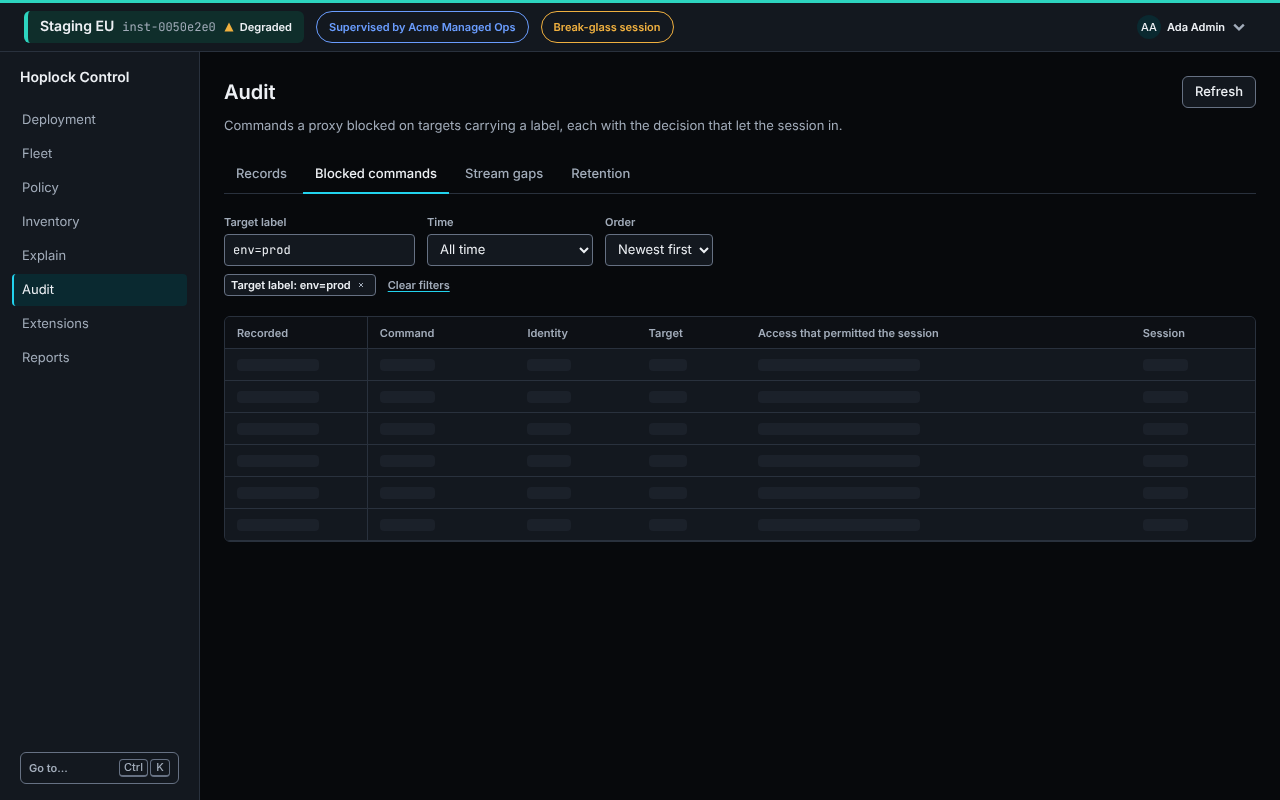 Staging EU inst-0050e2e0 Degraded
Supervised by Acme Managed Ops
Break-glass session
AA Ada Admin
Hoplock Control
Deployment
Fleet
Policy
Inventory
Explain
Audit
Extensions
Reports
Go to...
Ctrl K
Audit
Refresh
Commands a proxy blocked on targets carrying a label, each with the decision that let the session in.
Records Blocked commands Stream gaps Retention
Target label Time Order
env=prod All time Newest first
Target label: env=prod × Clear filters
Recorded Command Identity Target Access that permitted the session Session